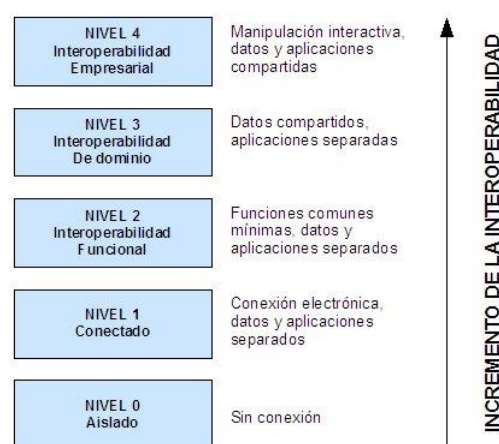 NIVEL 4
Interoperabilidad
Empresarial
Manipulación interactiva,
datos y aplicaciones
compartidas
NIVEL 3
Interoperabilidad
De dominio
Datos compartidos,
aplicaciones separadas
NIVEL 2
Interoperabilidad
Funcional
Funciones comunes
mínimas, datos y
aplicaciones separados
NIVEL 1
Conectado
Conexión electrónica,
datos y aplicaciones
separados
NIVEL 0
Aislado
Sin conexión
INCREMENTO DE LA INTEROPERABILIDAD